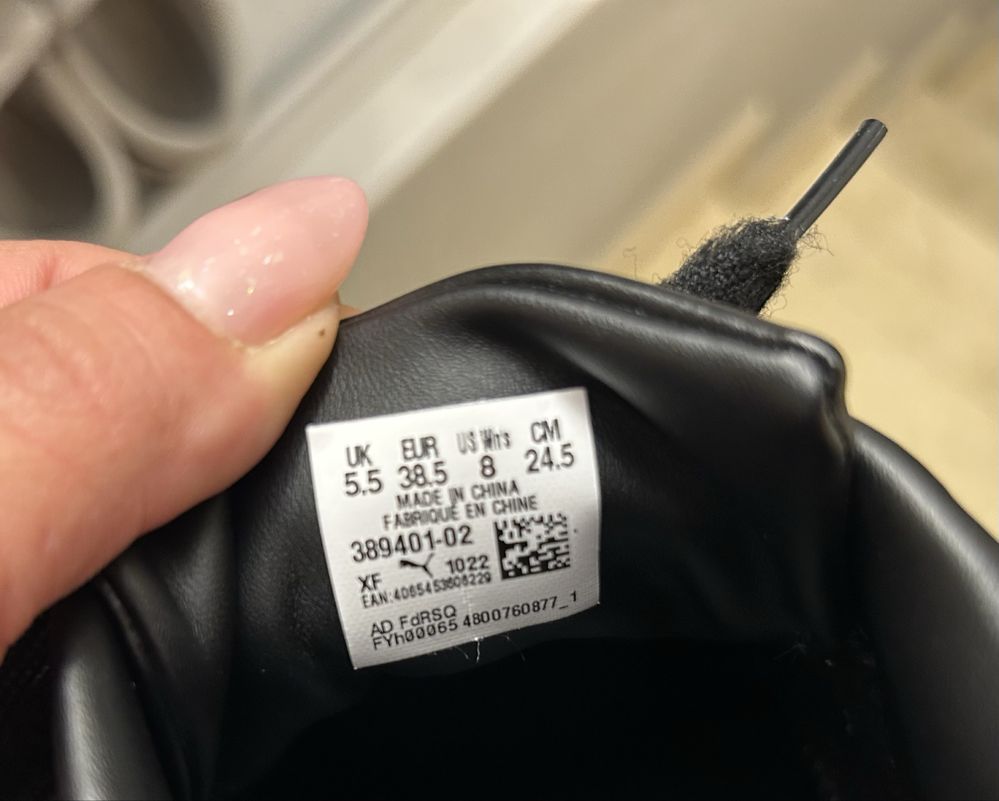 UK EUR US Wn's CM
5.5 38.5 8 24.5
MADE IN CHINA
FABRIQUÉ EN CHINE
389401-02
XF 1022
EAN:4065453608229
AD FdRSQ
FYh00065 4800760877_1